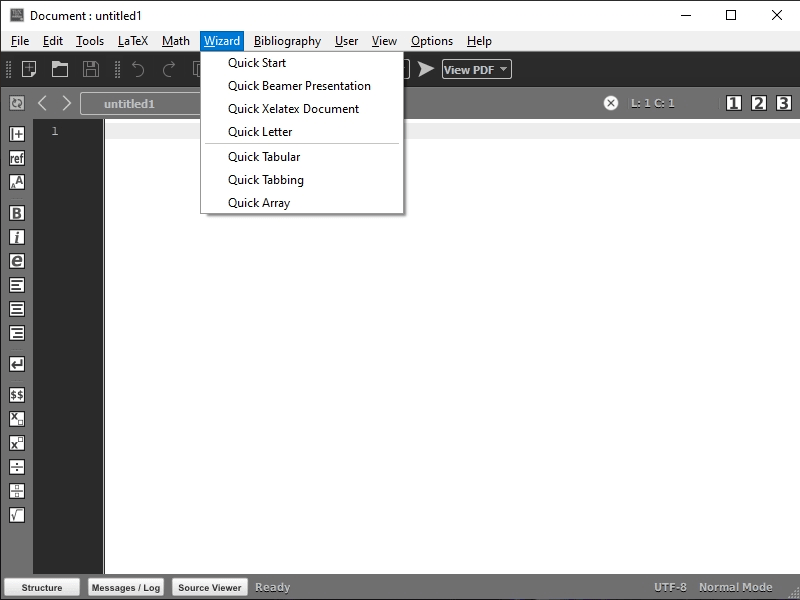 Document : untitled1
File Edit Tools LaTeX Math Wizard Bibliography User View Options Help
View PDF
untitled1
L: 1 C: 1
1 2 3
1
Quick Start
Quick Beamer Presentation
Quick Xelatex Document
Quick Letter
Quick Tabular
Quick Tabbing
Quick Array
ref
B
i
e
$$
Structure
Messages / Log
Source Viewer
Ready
UTF-8
Normal Mode